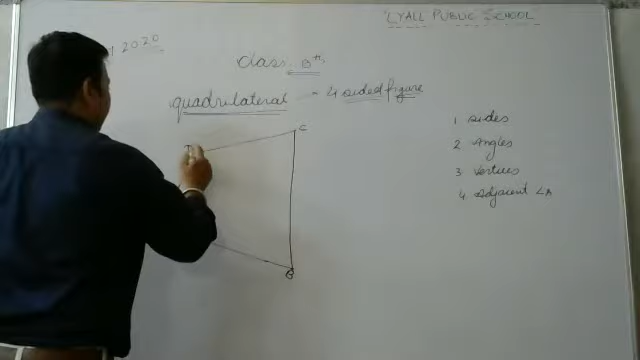 LYALL PUBLIC SCHOOL
2020
class. 8th.
quadrilateral - 4 sided figure
1 sides
2 Angles
3 Vertices
4. Adjacent ∠A
C
B